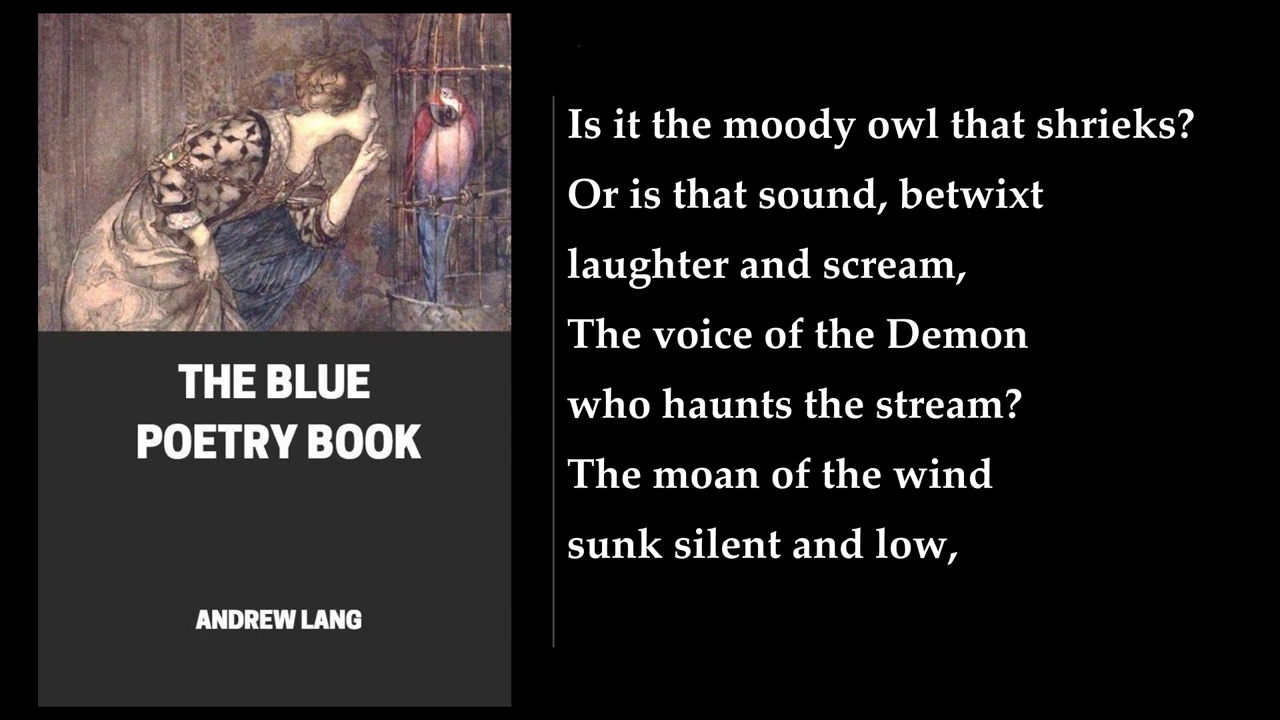 THE BLUE
POETRY BOOK
ANDREW LANG
Is it the moody owl that shrieks?
Or is that sound, betwixt
laughter and scream,
The voice of the Demon
who haunts the stream?
The moan of the wind
sunk silent and low,